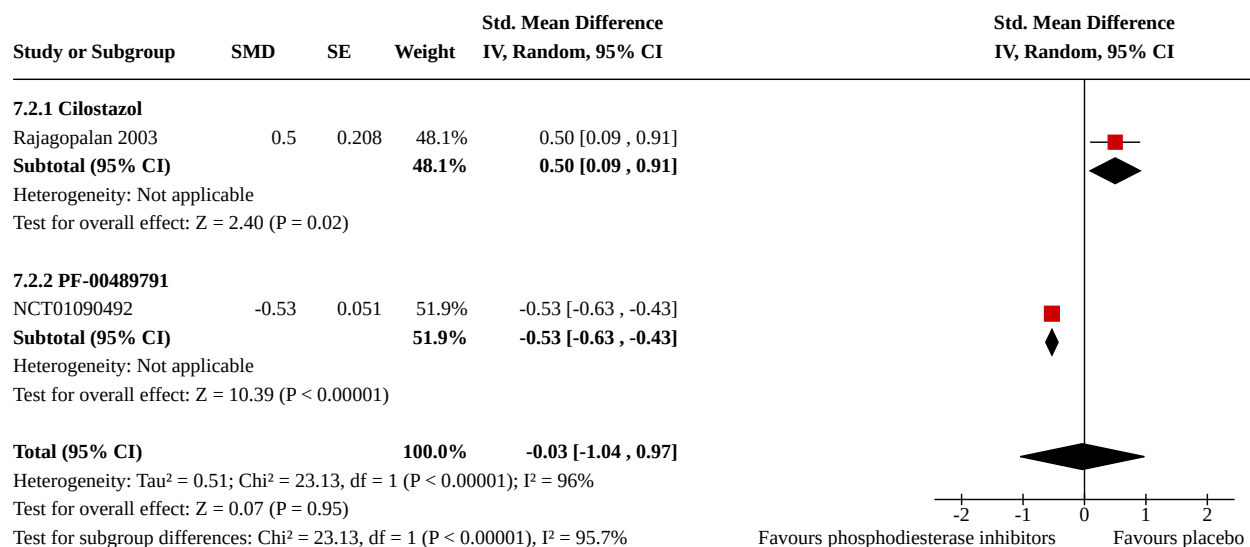 Std. Mean Difference Std. Mean Difference
Study or Subgroup SMD SE Weight IV, Random, 95% CI IV, Random, 95% CI
7.2.1 Cilostazol
Rajagopalan 2003 0.5 0.208 48.1% 0.50 [0.09 , 0.91]
Subtotal (95% CI) 48.1% 0.50 [0.09 , 0.91]
Heterogeneity: Not applicable
Test for overall effect: Z = 2.40 (P = 0.02)
7.2.2 PF-00489791
NCT01090492 -0.53 0.051 51.9% -0.53 [-0.63 , -0.43]
Subtotal (95% CI) 51.9% -0.53 [-0.63 , -0.43]
Heterogeneity: Not applicable
Test for overall effect: Z = 10.39 (P < 0.00001)
Total (95% CI) 100.0% -0.03 [-1.04 , 0.97]
Heterogeneity: Tau² = 0.51; Chi² = 23.13, df = 1 (P < 0.00001); I² = 96%
Test for overall effect: Z = 0.07 (P = 0.95) -2 -1 0 1 2
Test for subgroup differences: Chi² = 23.13, df = 1 (P < 0.00001), I² = 95.7% Favours phosphodiesterase inhibitors Favours placebo